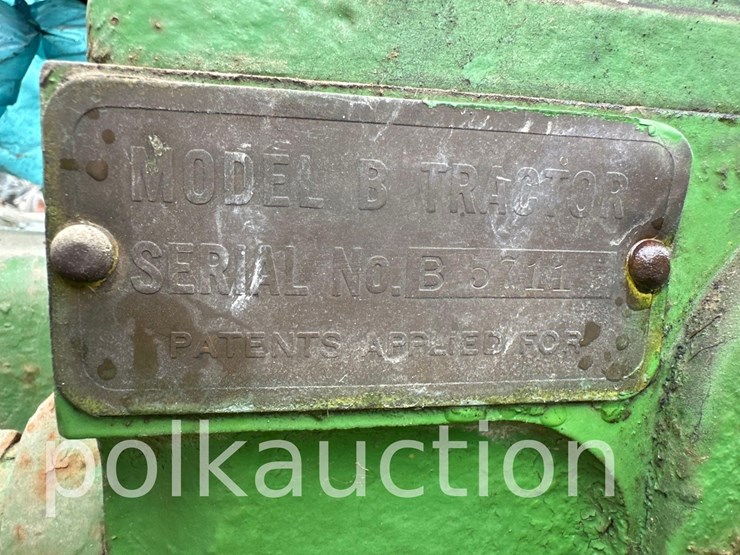 MODEL B TRACTOR
SERIAL NO. B 5711
PATENTS APPLIED FOR
polkauction